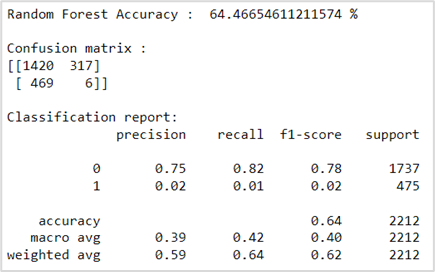 Random Forest Accuracy :  64.46654611211574 %
Confusion matrix :
[[1420  317]
 [ 469    6]]
Classification report:
precision    recall  f1-score   support
0       0.75      0.82      0.78      1737
1       0.02      0.01      0.02       475
accuracy                           0.64      2212
macro avg       0.39      0.42      0.40      2212
weighted avg       0.59      0.64      0.62      2212